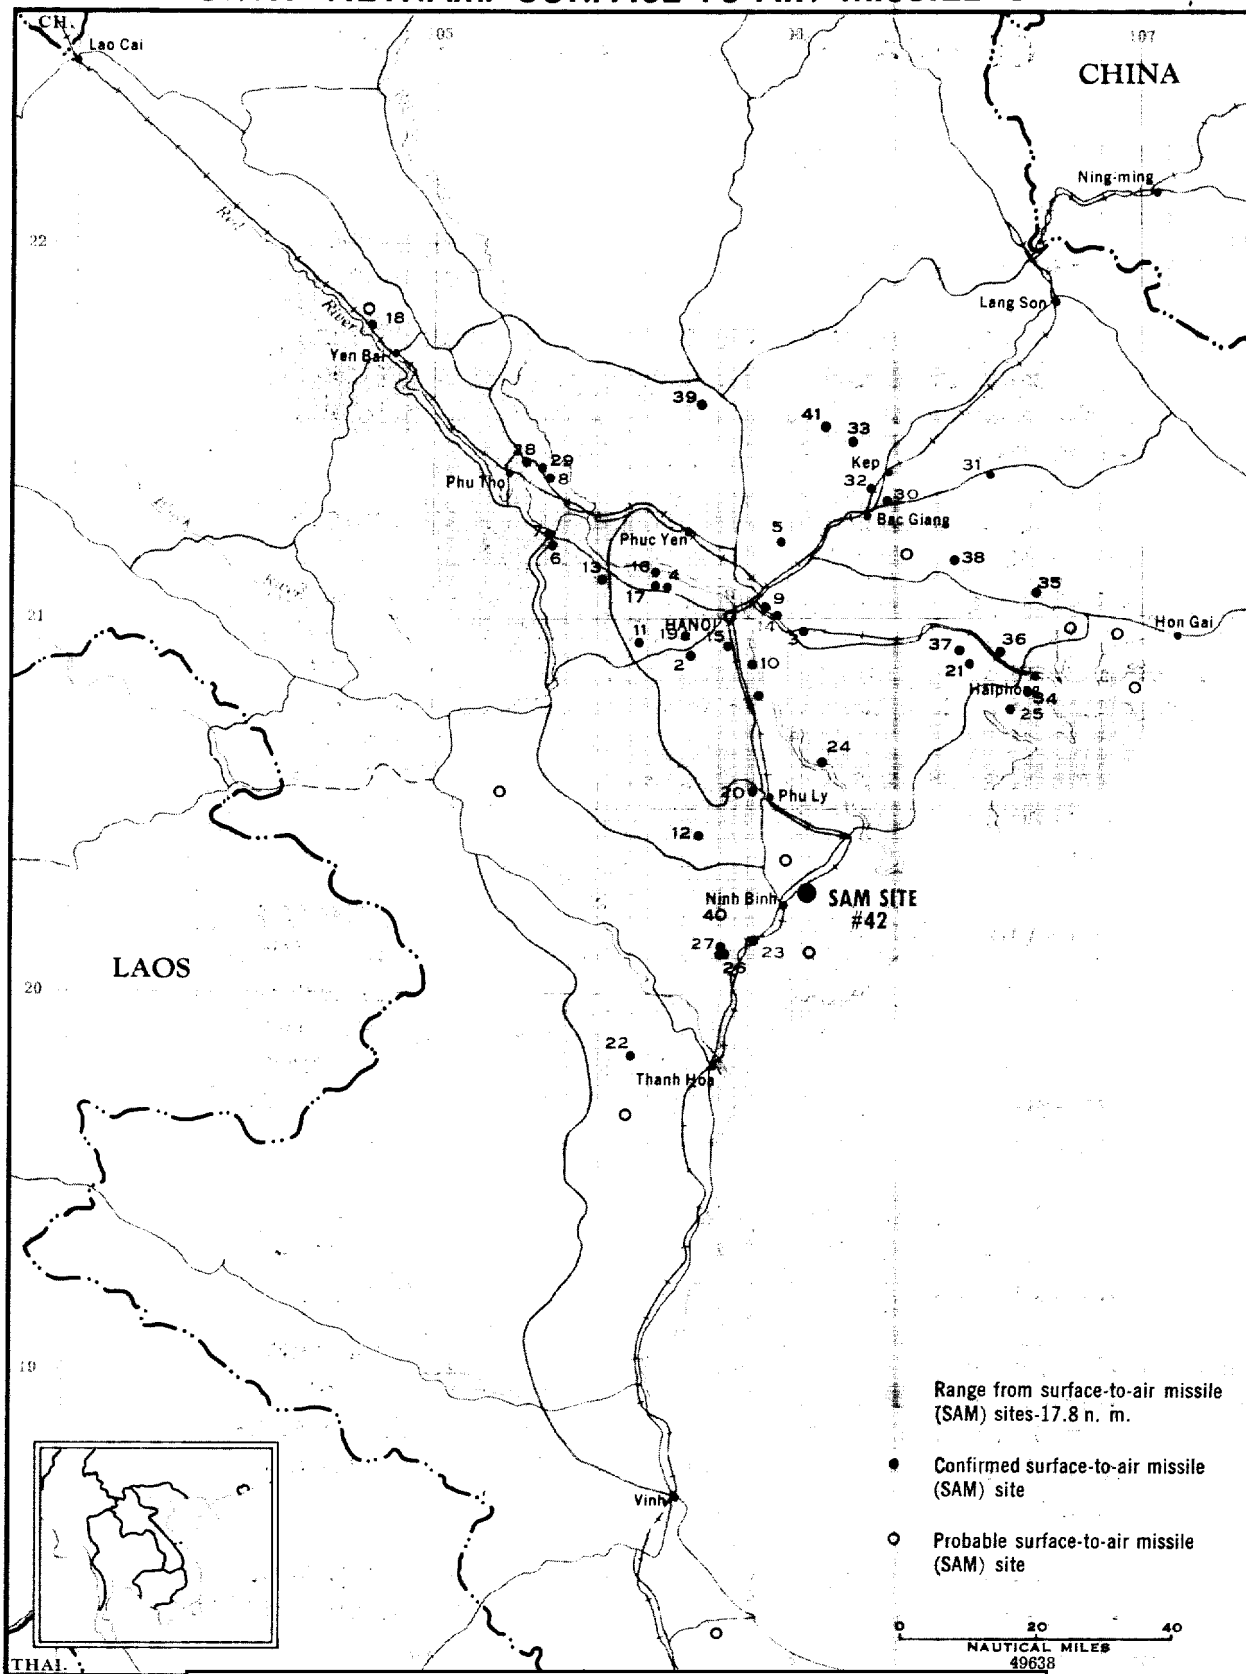 CH.
Lao Cai
105
107
CHINA
Ning-ming
22
Red
River
Lang Son
18
Yen Bai
39
41
33
Kep
28
29
8
Phu Tho
32
31
30
Bac Giang
7
6
Phuc Yen
5
38
13
16
4
17
35
9
HANOI
14
Hon Gai
21
11
19
15
3
37
36
2
10
21
Haiphong
34
25
24
20
Phu Ly
12
Ninh Binh
SAM SITE
#42
40
27
23
26
LAOS
20
22
Thanh Hoa
19
Range from surface-to-air missile
(SAM) sites-17.8 n. m.
Confirmed surface-to-air missile
(SAM) site
Vinh
Probable surface-to-air missile
(SAM) site
0 20 40
NAUTICAL MILES
49638
THAI.